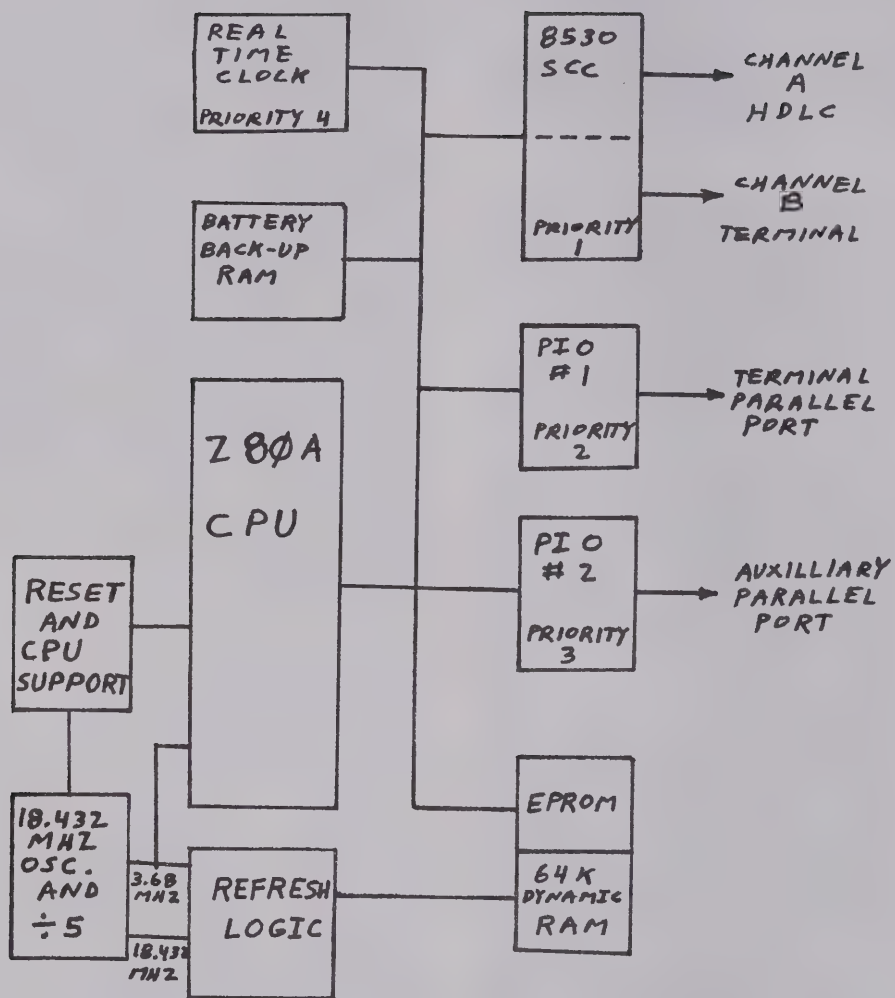 REAL
TIME
CLOCK
PRIORITY 4
8530
SCC
PRIORITY
1
CHANNEL
A
HDLC
CHANNEL
B
TERMINAL
BATTERY
BACK-UP
RAM
PIO
#1
PRIORITY
2
TERMINAL
PARALLEL
PORT
Z80A
CPU
PIO
#2
PRIORITY
3
AUXILLIARY
PARALLEL
PORT
RESET
AND
CPU
SUPPORT
EPROM
64K
DYNAMIC
RAM
18.432
MHZ
OSC.
AND
÷5
3.68
MHZ
18.432
MHZ
REFRESH
LOGIC